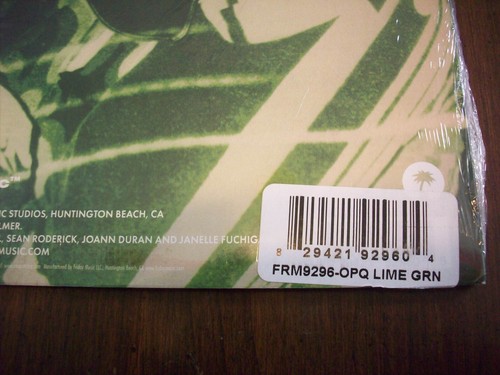 IC STUDIOS, HUNTINGTON BEACH, CA
LMER.
SEAN RODERICK, JOANN DURAN AND JANELLE FUCHIG
MUSIC.COM
8 29421 92960 4
FRM9296-OPQ LIME GRN